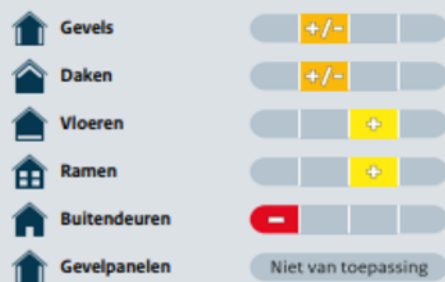 Gevels +/-
Daken +/-
Vloeren +
Ramen +
Buitendeuren -
Gevelpanelen Niet van toepassing